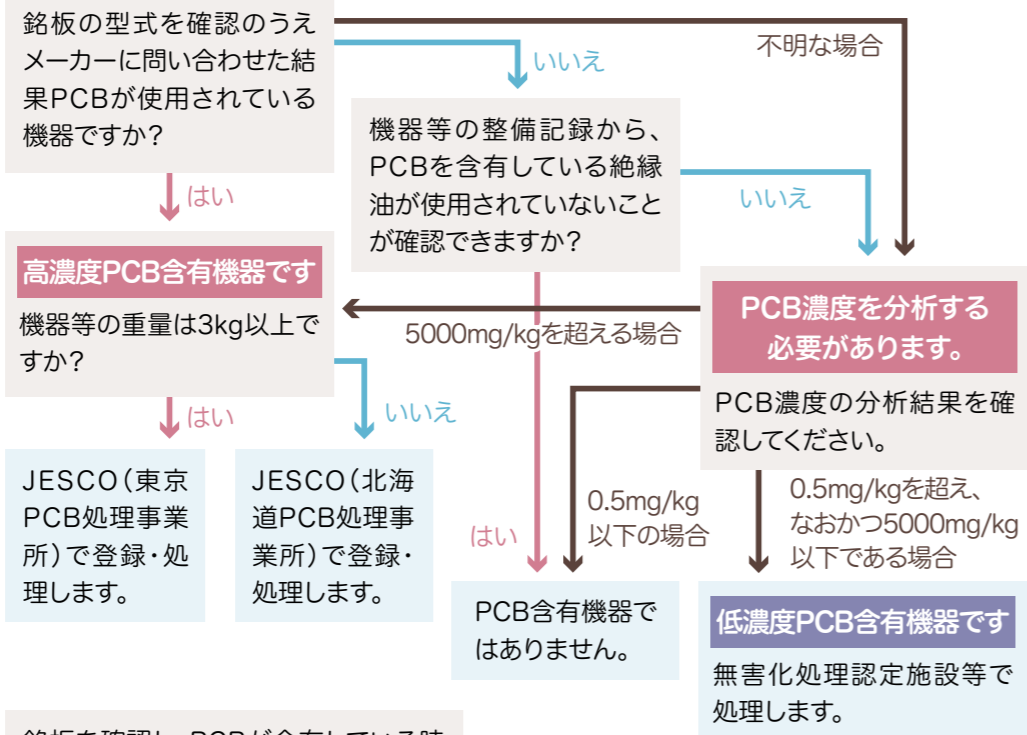 銘板の型式を確認のうえ
メーカーに問い合わせた結
果PCBが使用されている
機器ですか?
いいえ
不明な場合
機器等の整備記録から、
PCBを含有している絶縁
油が使用されていないこと
が確認できますか?
いいえ
はい
高濃度PCB含有機器です
機器等の重量は3kg以上で
すか?
5000mg/kgを超える場合
PCB濃度を分析する
必要があります。
PCB濃度の分析結果を確
認してください。
はい
いいえ
JESCO(東京
PCB処理事業
所)で登録・処
理します。
JESCO(北海
道PCB処理事
業所)で登録・
処理します。
はい
0.5mg/kg
以下の場合
0.5mg/kgを超え、
なおかつ5000mg/kg
以下である場合
PCB含有機器で
はありません。
低濃度PCB含有機器です
無害化処理認定施設等で
処理します。